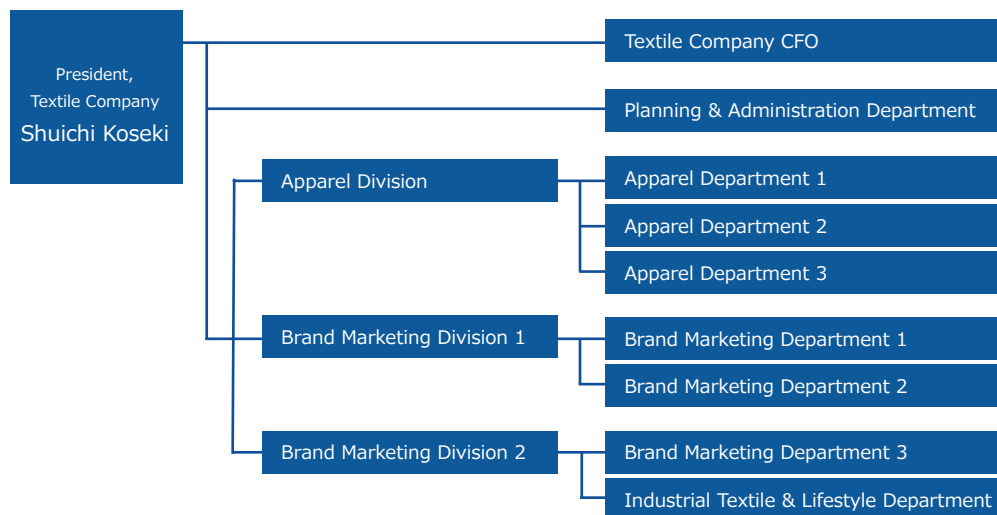 President,
Textile Company
Shuichi Koseki
Textile Company CFO
Planning & Administration Department
Apparel Division
Apparel Department 1
Apparel Department 2
Apparel Department 3
Brand Marketing Division 1
Brand Marketing Department 1
Brand Marketing Department 2
Brand Marketing Division 2
Brand Marketing Department 3
Industrial Textile & Lifestyle Department